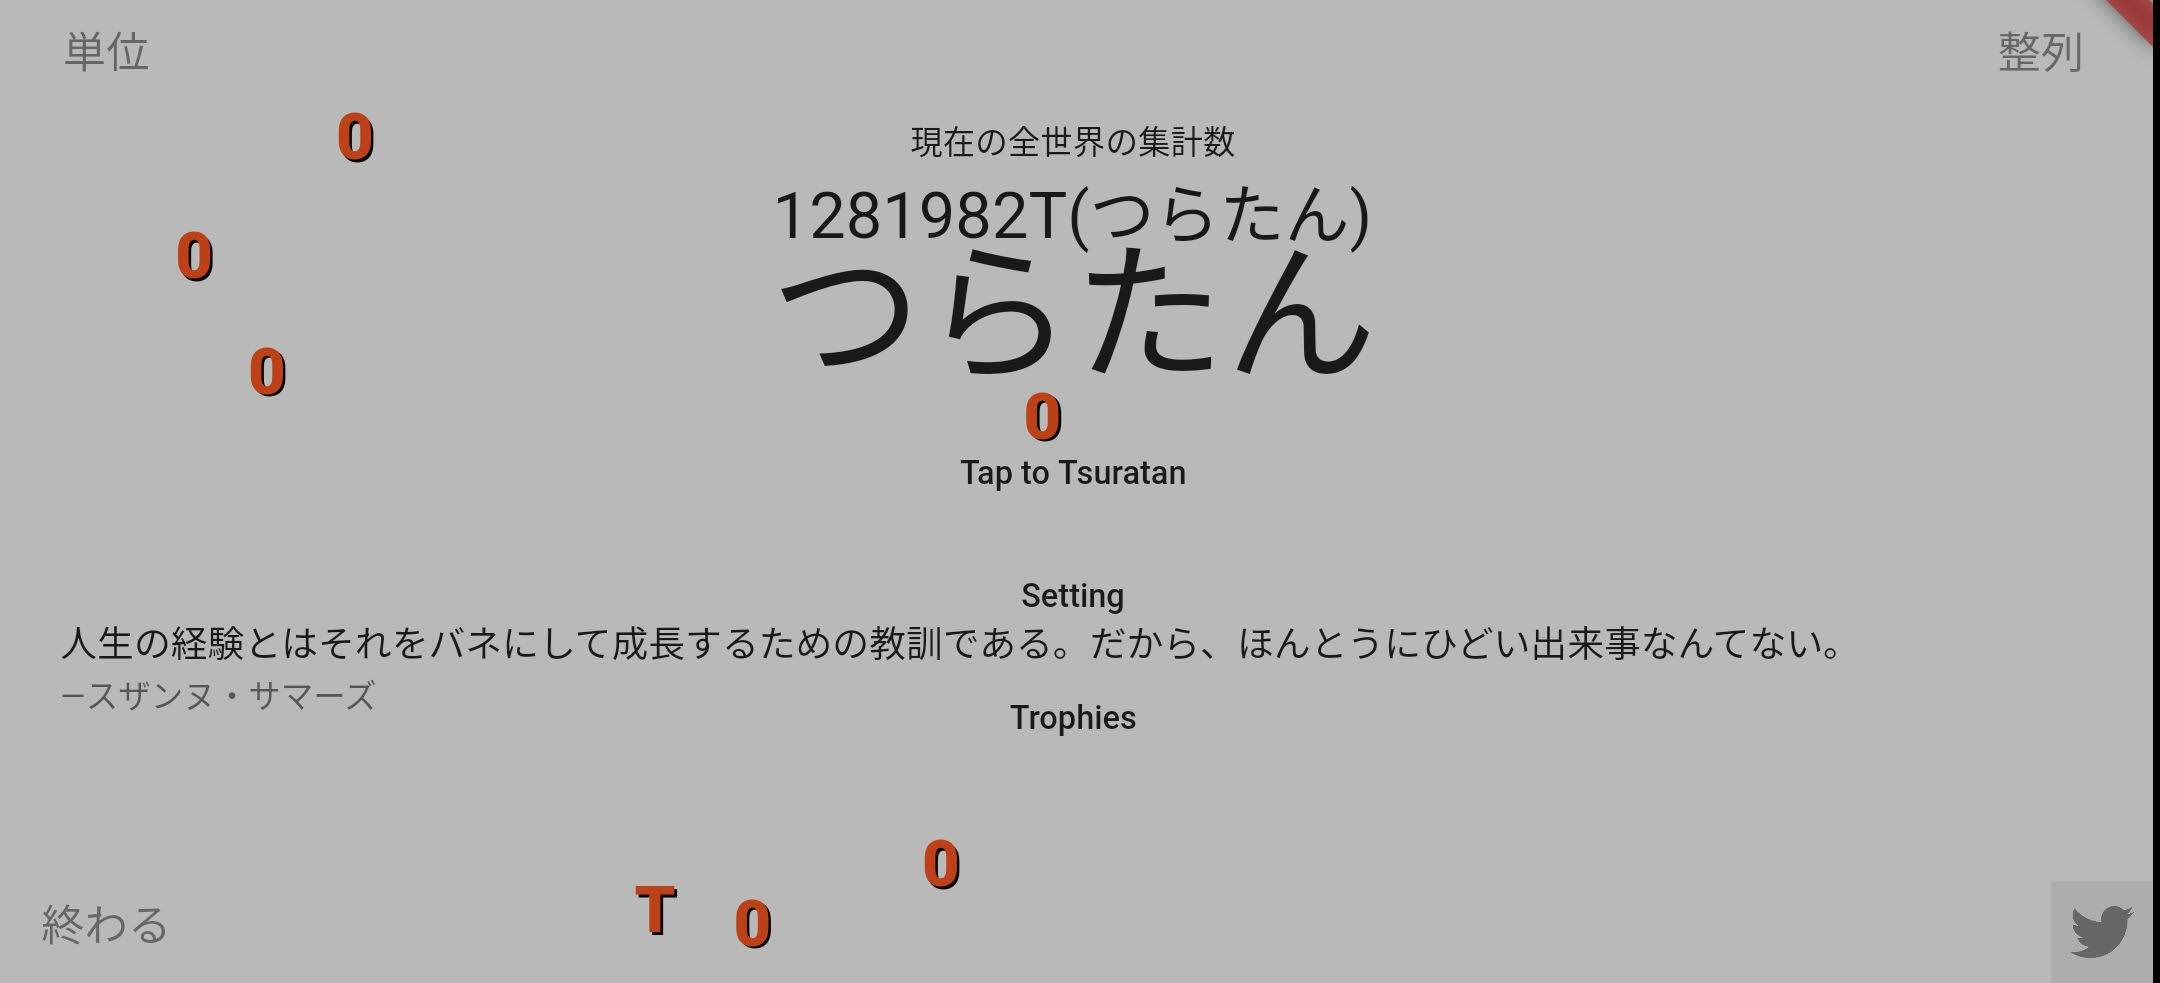 単位
整列
0
現在の全世界の集計数
1281982T(つらたん)
0
つらたん
0
0
Tap to Tsuratan
Setting
人生の経験とはそれをバネにして成長するための教訓である。だから、ほんとうにひどい出来事なんてない。
–スザンヌ・サマーズ
Trophies
0
T
0
終わる